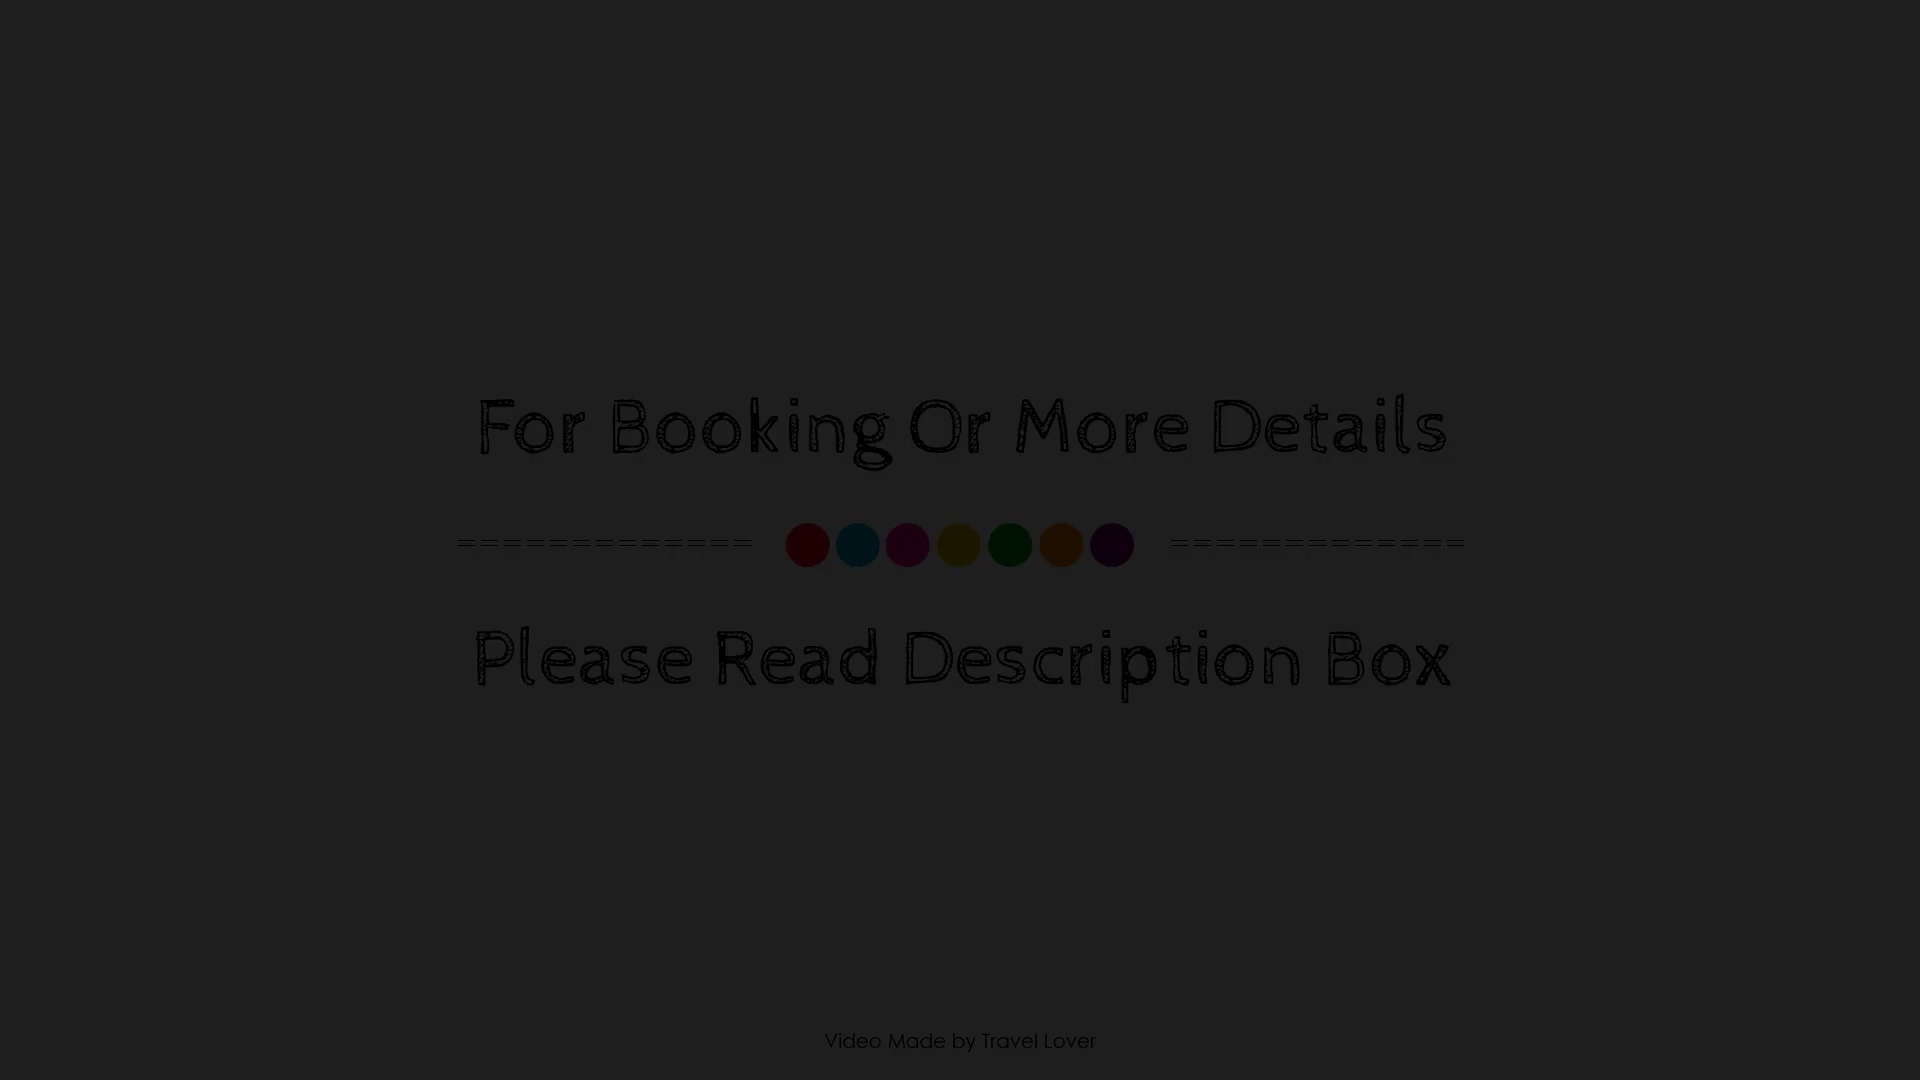 For Booking Or More Details
============= =============
Please Read Description Box
Video Made by Travel Lover